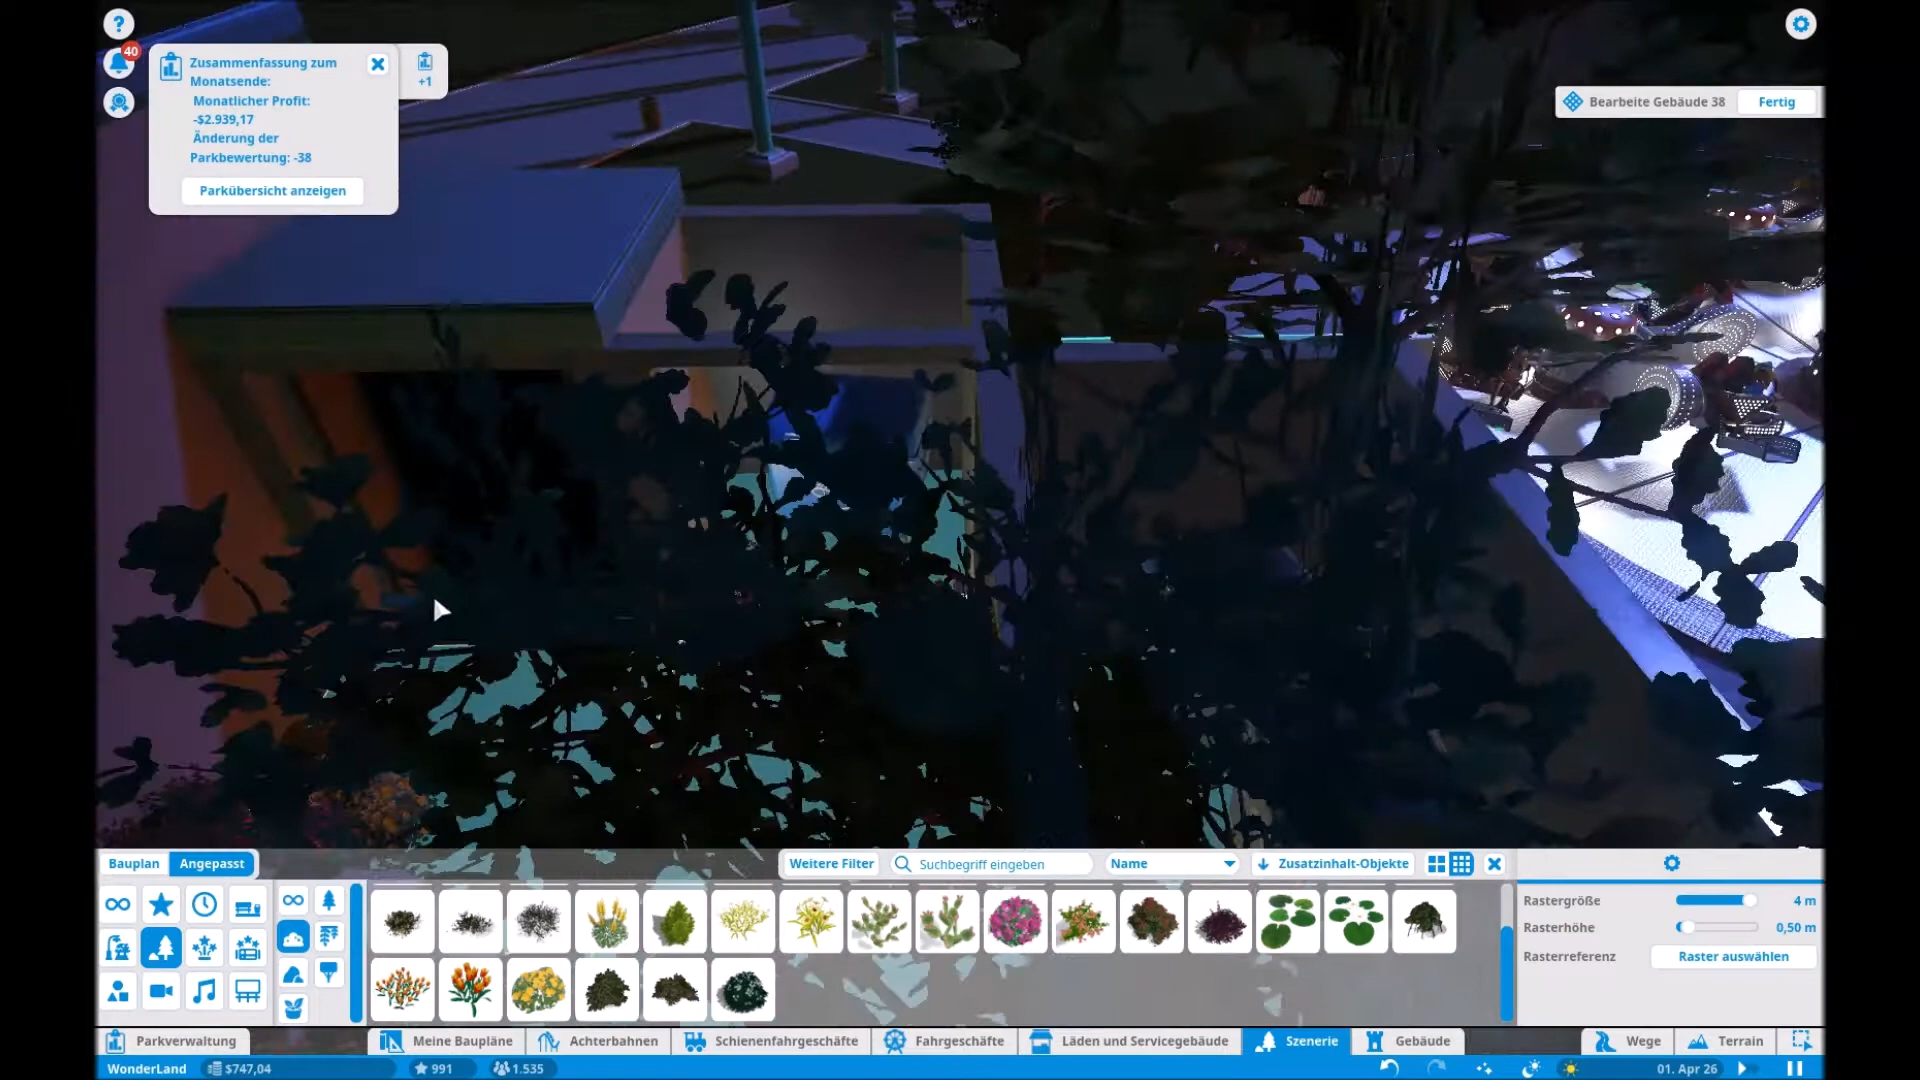 ?
40
Zusammenfassung zum
Monatsende:
Monatlicher Profit:
-$2.939,17
Änderung der
Parkbewertung: -38
Parkübersicht anzeigen
+1
Bearbeite Gebäude 38
Fertig
Bauplan
Angepasst
Weitere Filter
Suchbegriff eingeben
Name
Zusatzinhalt-Objekte
Rastergröße
4 m
Rasterhöhe
0,50 m
Rasterreferenz
Raster auswählen
Parkverwaltung
Meine Baupläne
Achterbahnen
Schienenfahrgeschäfte
Fahrgeschäfte
Läden und Servicegebäude
Szenerie
Gebäude
Wege
Terrain
WonderLand
$747,04
991
1.535
01. Apr 26